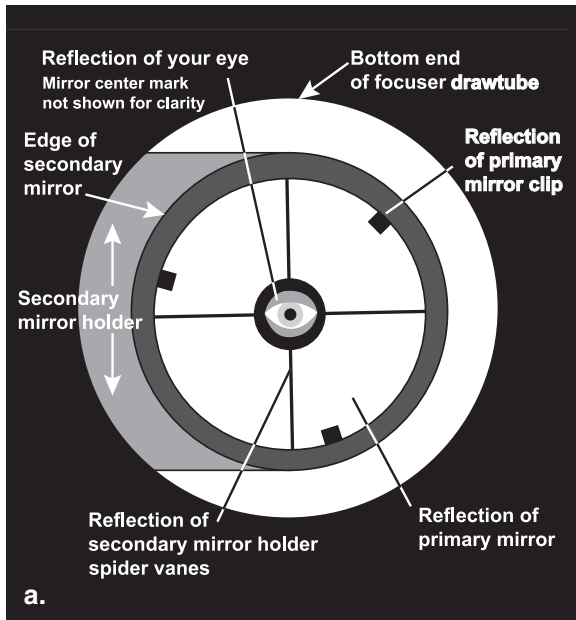 Reflection of your eye
Mirror center mark
not shown for clarity
Bottom end
of focuser drawtube
Edge of
secondary
mirror
Reflection
of primary
mirror clip
Secondary
mirror holder
Reflection of
secondary mirror holder
spider vanes
Reflection of
primary mirror
a.